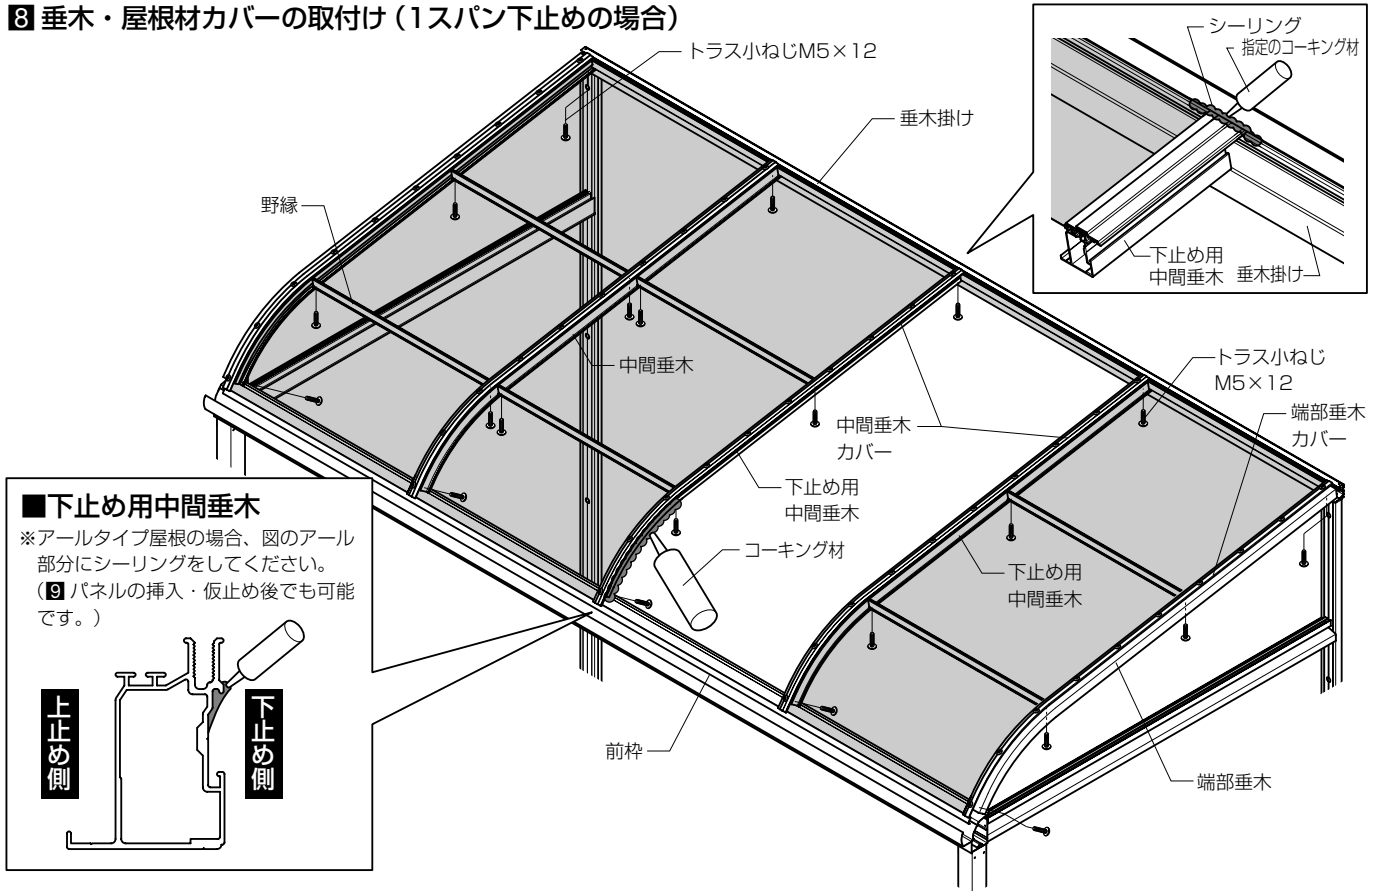 8 垂木・屋根材カバーの取付け（1スパン下止めの場合）
トラス小ねじM5×12
シーリング
指定のコーキング材
垂木掛け
野縁
下止め用
中間垂木
垂木掛け
中間垂木
トラス小ねじ
M5×12
端部垂木
カバー
中間垂木
カバー
下止め用
中間垂木
コーキング材
下止め用
中間垂木
前枠
端部垂木
■下止め用中間垂木
※アールタイプ屋根の場合、図のアール
部分にシーリングをしてください。
（9 パネルの挿入・仮止め後でも可能
です。）
上止め側
下止め側